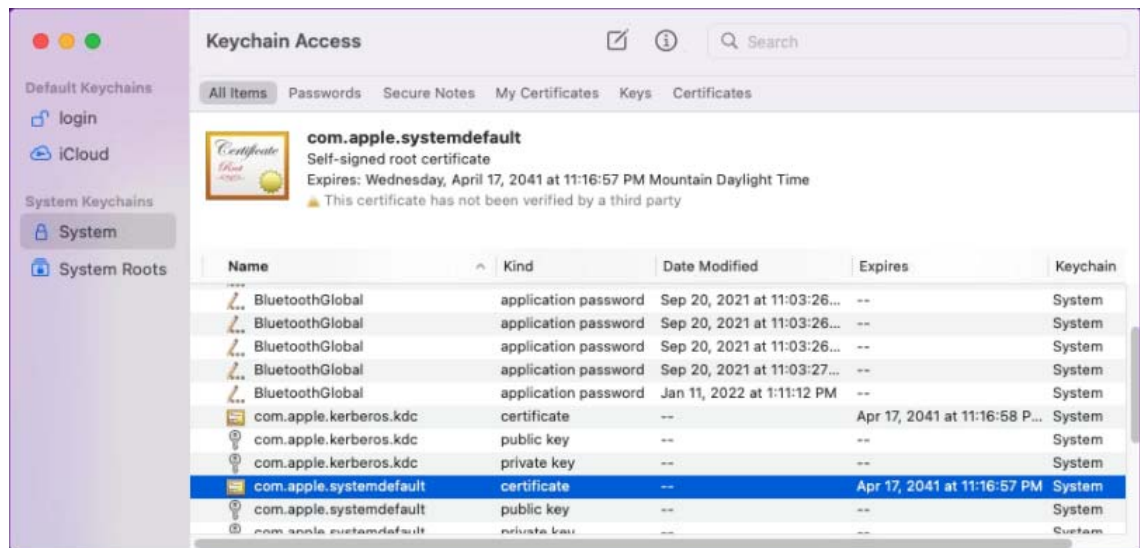 Keychain Access
Search
Default Keychains
login
iCloud
System Keychains
System
System Roots
All Items Passwords Secure Notes My Certificates Keys Certificates
Certificate
Root
com.apple.systemdefault
Self-signed root certificate
Expires: Wednesday, April 17, 2041 at 11:16:57 PM Mountain Daylight Time
This certificate has not been verified by a third party
Name Kind Date Modified Expires Keychain
BluetoothGlobal application password Sep 20, 2021 at 11:03:26... -- System
BluetoothGlobal application password Sep 20, 2021 at 11:03:26... -- System
BluetoothGlobal application password Sep 20, 2021 at 11:03:26... -- System
BluetoothGlobal application password Sep 20, 2021 at 11:03:27... -- System
BluetoothGlobal application password Jan 11, 2022 at 1:11:12 PM -- System
com.apple.kerberos.kdc certificate -- Apr 17, 2041 at 11:16:58 P... System
com.apple.kerberos.kdc public key -- -- System
com.apple.kerberos.kdc private key -- -- System
com.apple.systemdefault certificate -- Apr 17, 2041 at 11:16:57 PM System
com.apple.systemdefault public key -- -- System
com.apple.systemdefault private key -- -- System